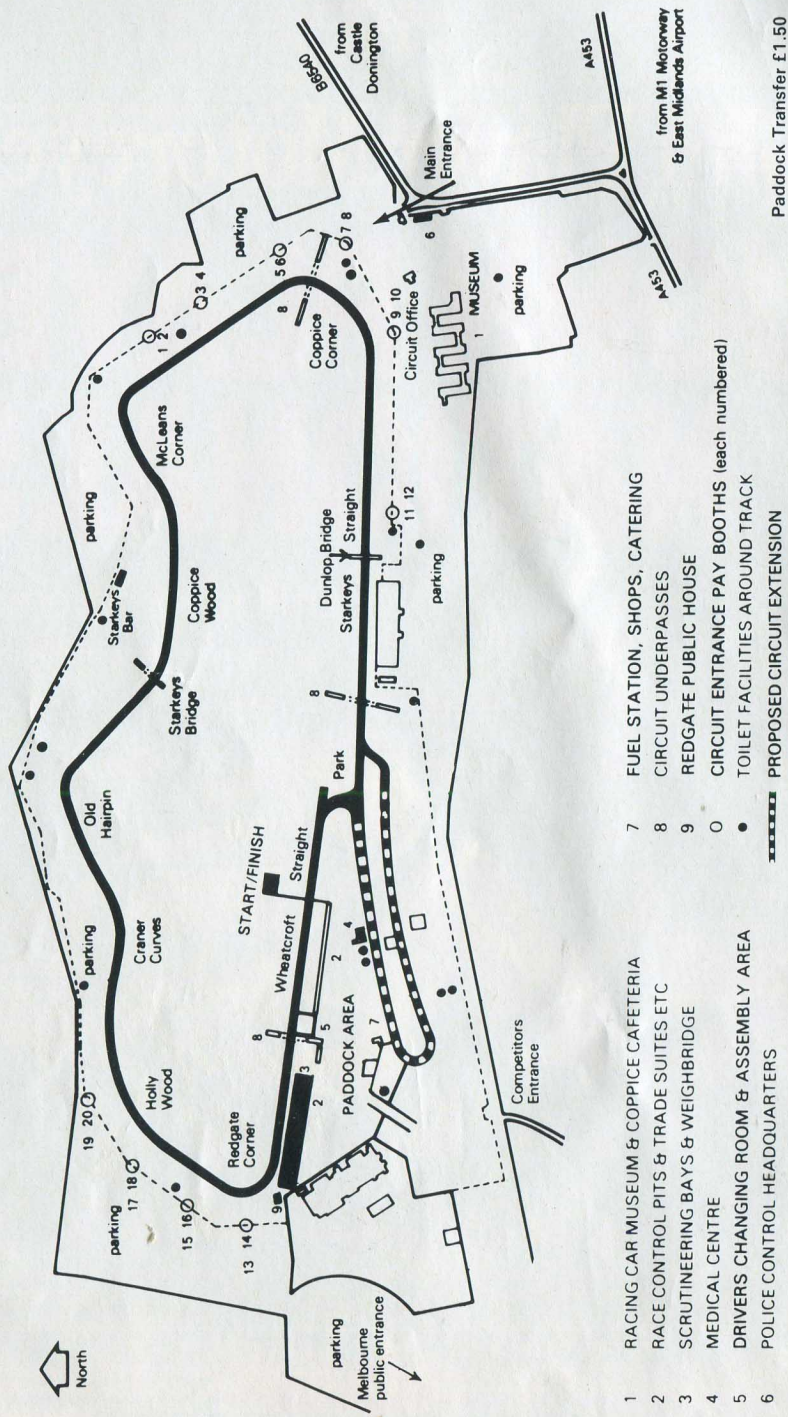 North
parking
Melbourne
public entrance
parking
13 14
15 16
17 18
19 20
9
Redgate
Corner
Holly
Wood
parking
Craner
Curves
Old
Hairpin
Starkeys
Bridge
Starkeys
Bar
Coppice
Wood
parking
McLeans
Corner
1 2
3 4
parking
5 6
7 8
8
Coppice
Corner
9 10
Circuit Office
11 12
Dunlop Bridge
Starkeys Straight
8
Park
START/FINISH
Wheatcroft Straight
8
2
3
5
2
4
PADDOCK AREA
7
Competitors
Entrance
parking
MUSEUM
1
parking
6
Main
Entrance
B6540
from
Castle
Donington
A453
A453
from M1 Motorway
& East Midlands Airport
1 RACING CAR MUSEUM & COPPICE CAFETERIA
2 RACE CONTROL PITS & TRADE SUITES ETC
3 SCRUTINEERING BAYS & WEIGHBRIDGE
4 MEDICAL CENTRE
5 DRIVERS CHANGING ROOM & ASSEMBLY AREA
6 POLICE CONTROL HEADQUARTERS
7 FUEL STATION, SHOPS, CATERING
8 CIRCUIT UNDERPASSES
9 REDGATE PUBLIC HOUSE
O CIRCUIT ENTRANCE PAY BOOTHS (each numbered)
● TOILET FACILITIES AROUND TRACK
PROPOSED CIRCUIT EXTENSION
Paddock Transfer £1.50